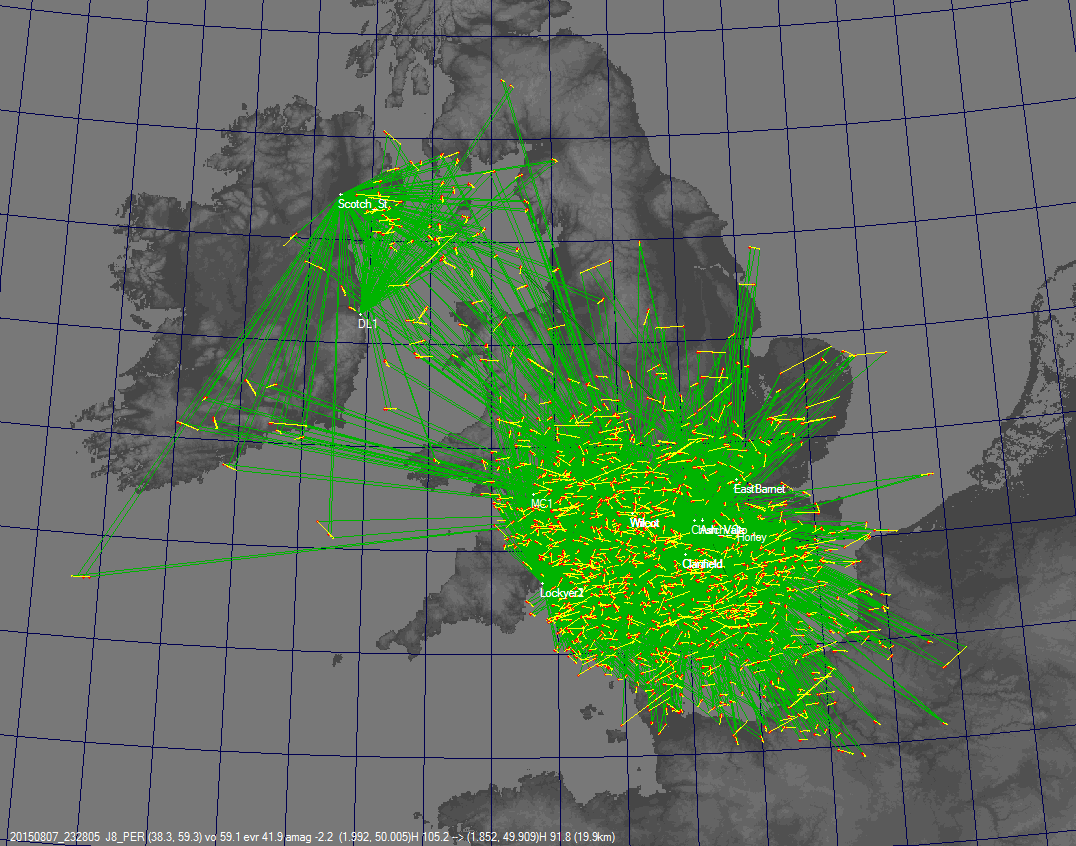 Scotch_St.
DL1
EastBarnet
MC1
Wilcot
Horley
Clanfield
Lockyer2
20150807_232805 J8_PER (38.3, 59.3) vo 59.1 evr 41.9 amag -2.2 (1.992, 50.005)H 105.2 --> (1.852, 49.909)H 91.8 (19.9km)